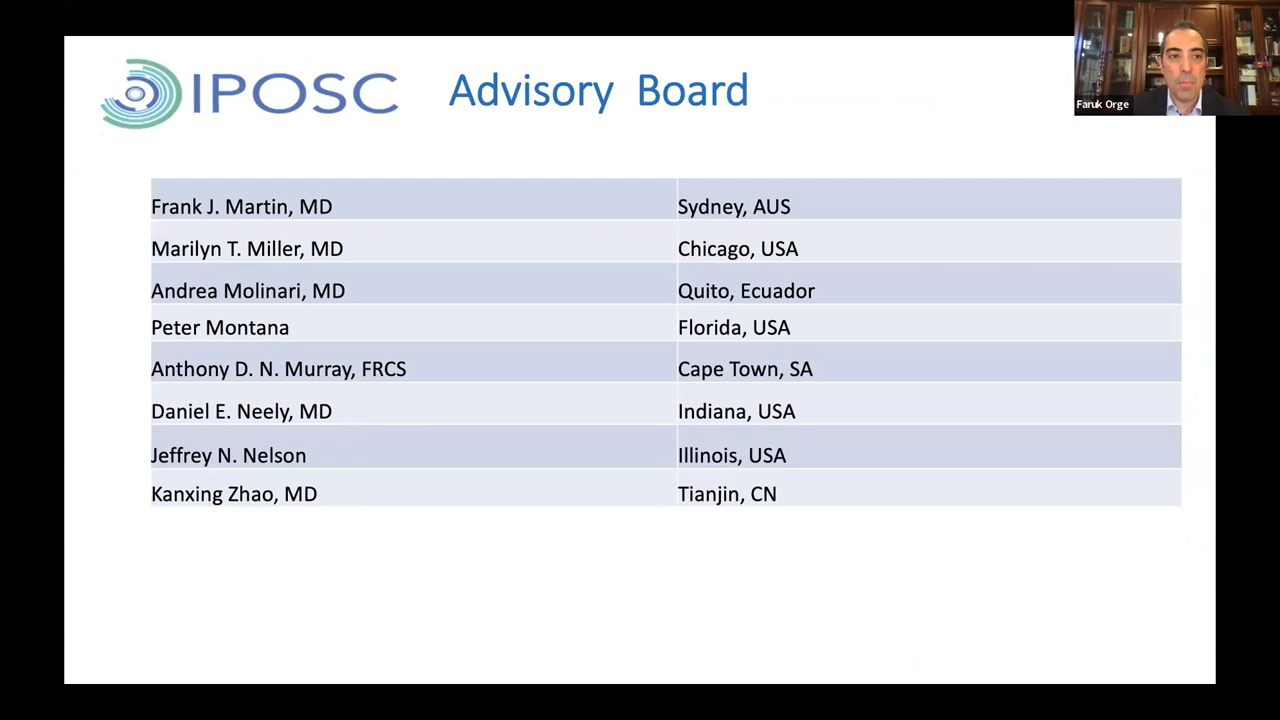 IPOSC Advisory Board
Faruk Orge
Frank J. Martin, MD Sydney, AUS
Marilyn T. Miller, MD Chicago, USA
Andrea Molinari, MD Quito, Ecuador
Peter Montana Florida, USA
Anthony D. N. Murray, FRCS Cape Town, SA
Daniel E. Neely, MD Indiana, USA
Jeffrey N. Nelson Illinois, USA
Kanxing Zhao, MD Tianjin, CN